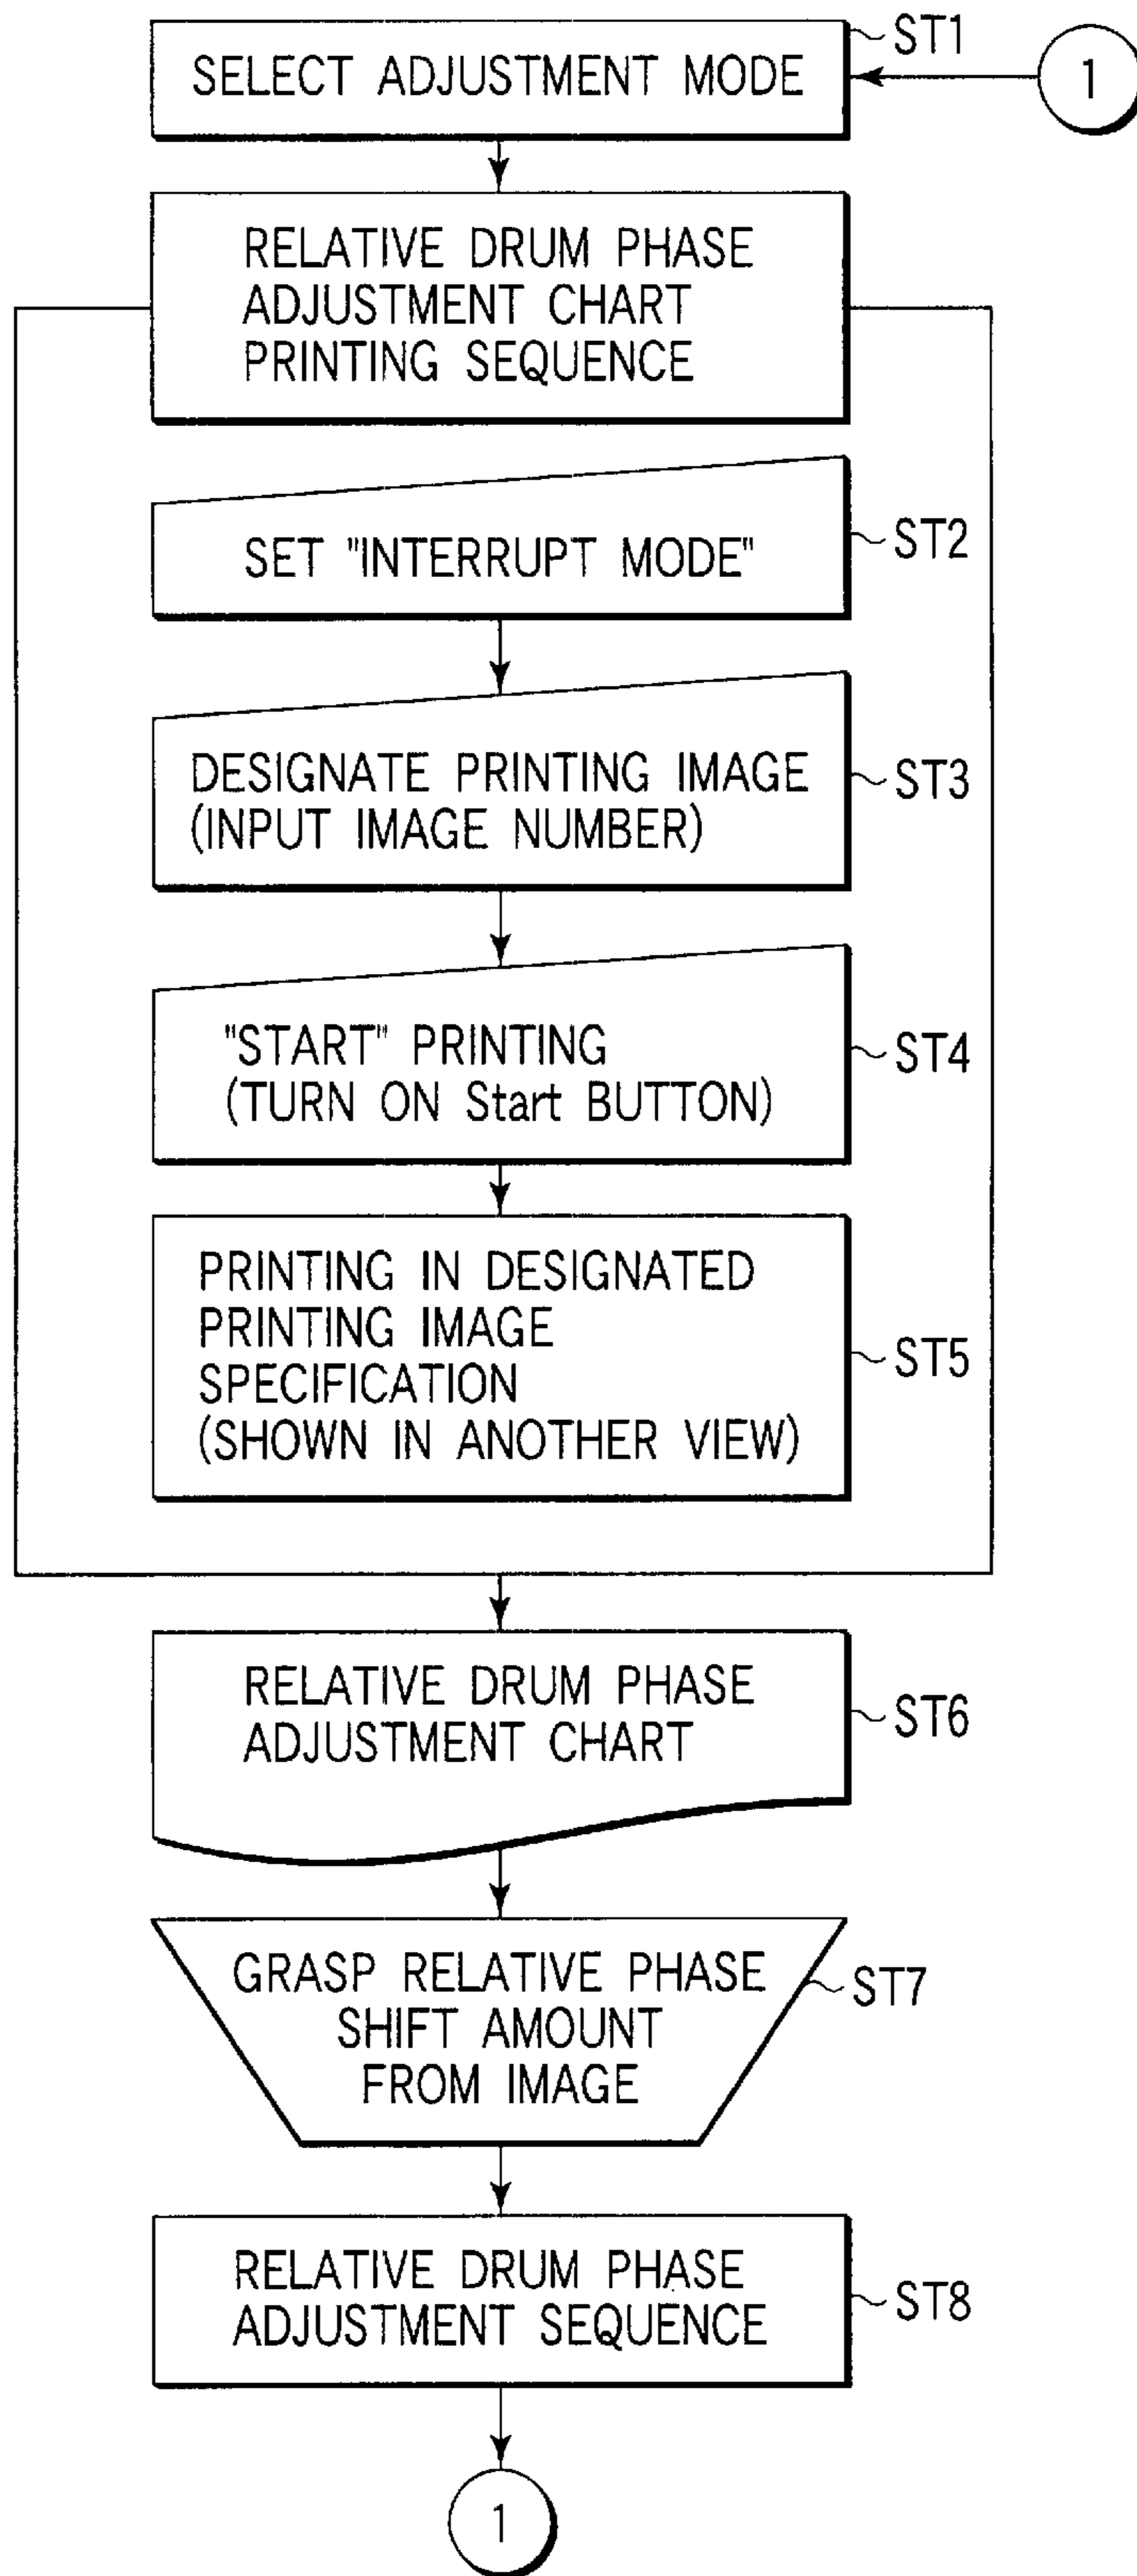 SELECT ADJUSTMENT MODE
ST1
1
RELATIVE DRUM PHASE
ADJUSTMENT CHART
PRINTING SEQUENCE
SET "INTERRUPT MODE"
ST2
DESIGNATE PRINTING IMAGE
(INPUT IMAGE NUMBER)
ST3
"START" PRINTING
(TURN ON Start BUTTON)
ST4
PRINTING IN DESIGNATED
PRINTING IMAGE
SPECIFICATION
(SHOWN IN ANOTHER VIEW)
ST5
RELATIVE DRUM PHASE
ADJUSTMENT CHART
ST6
GRASP RELATIVE PHASE
SHIFT AMOUNT
FROM IMAGE
ST7
RELATIVE DRUM PHASE
ADJUSTMENT SEQUENCE
ST8
1